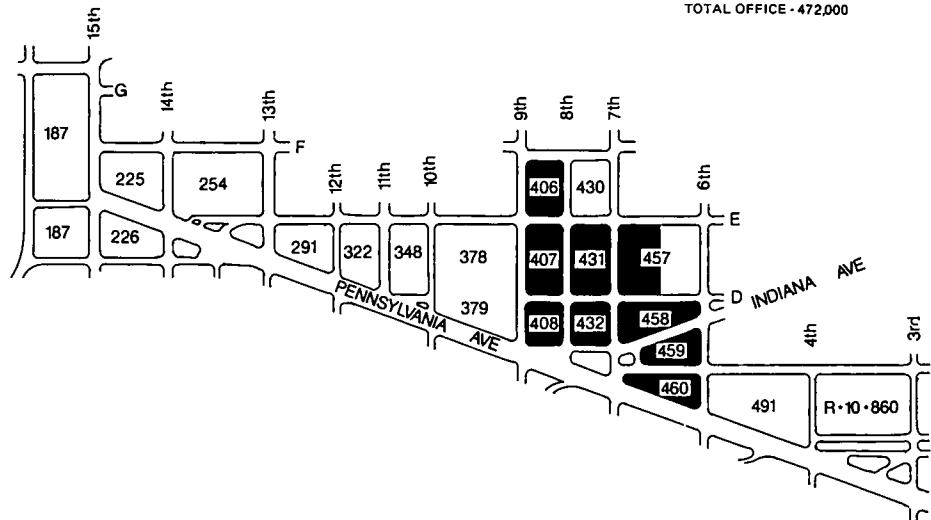 TOTAL OFFICE - 472,000
15th
G
14th
13th
F
9th
8th
7th
187
225
254
12th
11th
10th
406
430
6th
E
187
226
291
322
348
378
407
431
457
D
INDIANA AVE
PENNSYLVANIA AVE
379
408
432
458
459
4th
3rd
460
491
R•10•860